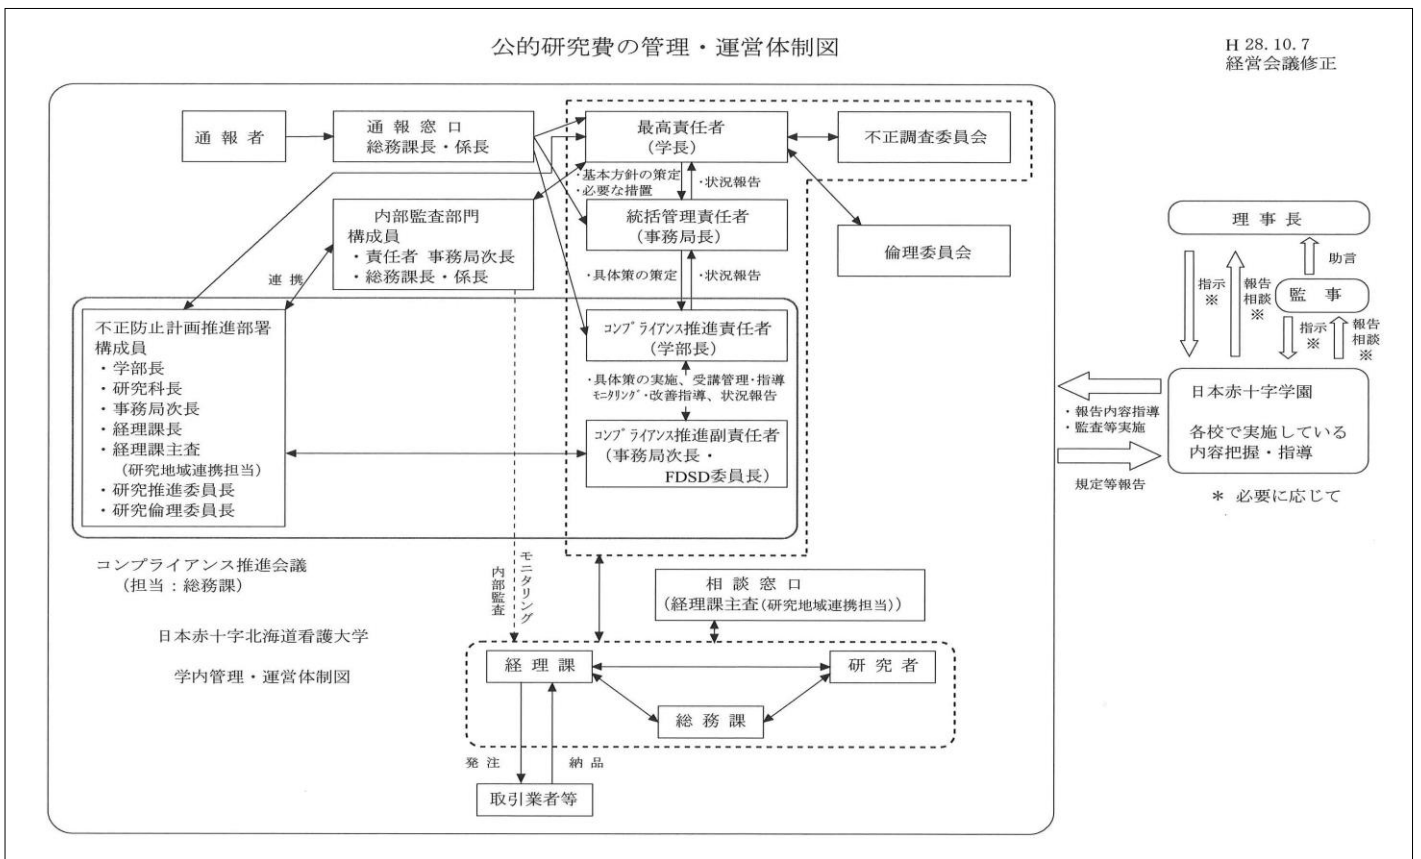 公的研究費の管理・運営体制図
H 28.10.7
経営会議修正
通 報 者
通 報 窓 口
総務課長・係長
最高責任者
(学長)
不正調査委員会
・基本方針の策定
・必要な措置
・状況報告
内部監査部門
構成員
・責任者 事務局次長
・総務課長・係長
統括管理責任者
(事務局長)
倫理委員会
連 携
・具体策の策定
・状況報告
不正防止計画推進部署
構成員
・学部長
・研究科長
・事務局次長
・経理課長
・経理課主査
(研究地域連携担当)
・研究推進委員長
・研究倫理委員長
コンプライアンス推進責任者
(学部長)
・具体策の実施、受講管理・指導
モニタリング・改善指導、状況報告
コンプライアンス推進副責任者
(事務局次長・
FDSD委員長)
コンプライアンス推進会議
(担当:総務課)
日本赤十字北海道看護大学
学内管理・運営体制図
内部監査
モニタリング
相 談 窓 口
(経理課主査(研究地域連携担当))
経 理 課
研 究 者
総 務 課
発 注
納 品
取引業者等
理 事 長
指示
※
報告
相談
※
助言
監 事
指示
※
報告
相談
※
日本赤十字学園
各校で実施している
内容把握・指導
・報告内容指導
・監査等実施
規定等報告
* 必要に応じて